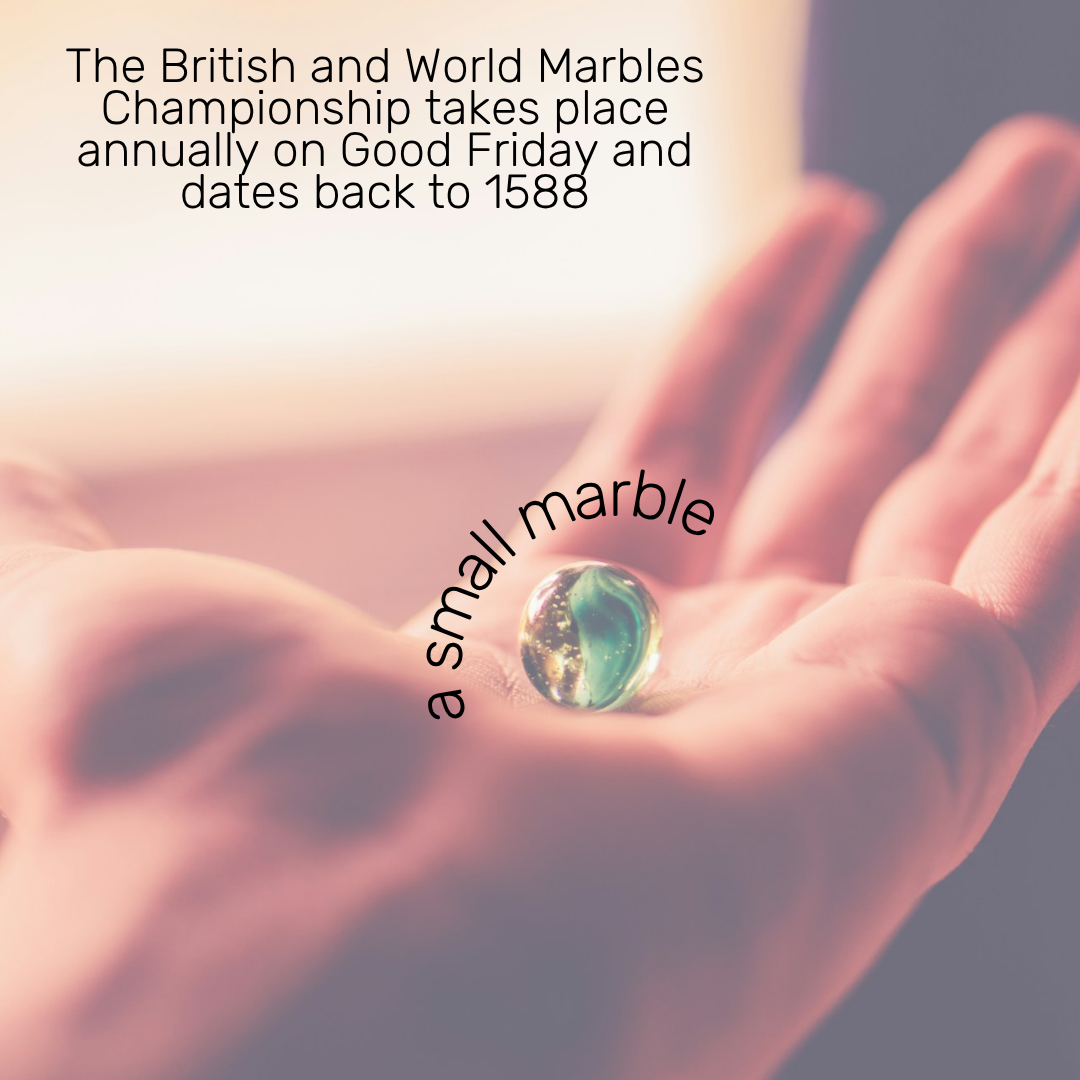 The British and World Marbles
Championship takes place
annually on Good Friday and
dates back to 1588
a small marble